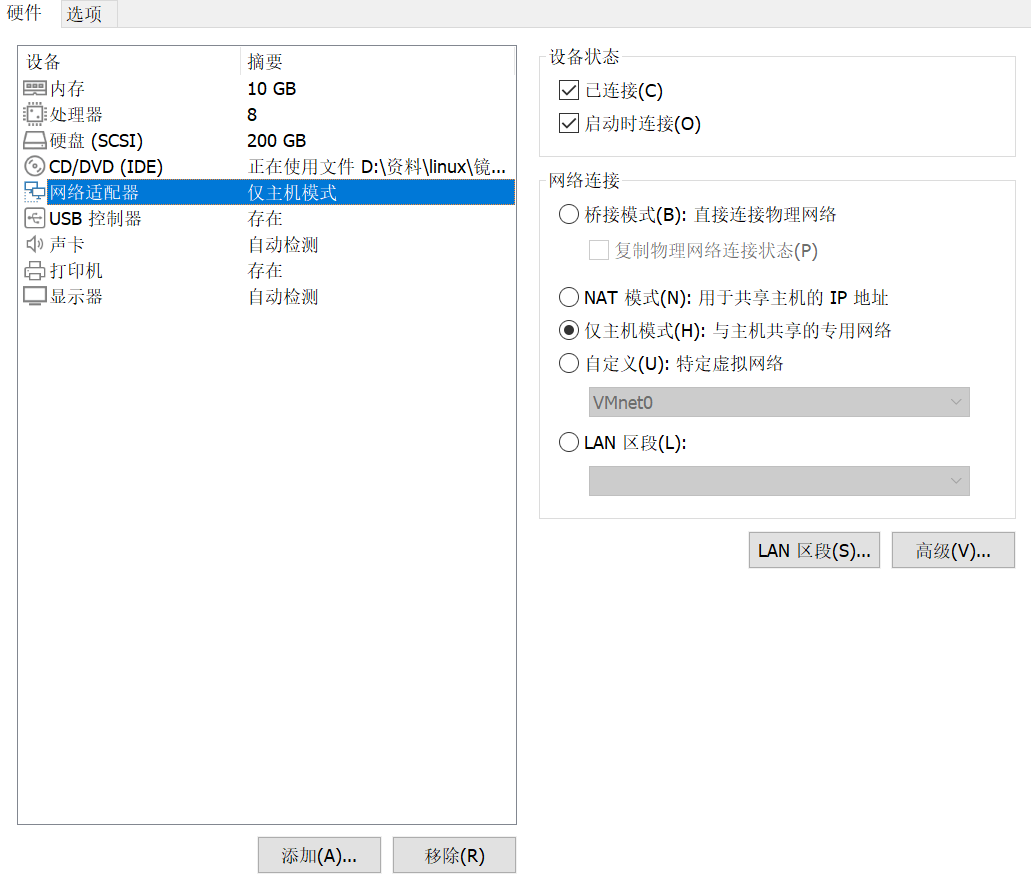 硬件 选项
设备 摘要
内存 10 GB
处理器 8
硬盘 (SCSI) 200 GB
CD/DVD (IDE) 正在使用文件 D:\资料\linux\镜...
网络适配器 仅主机模式
USB 控制器 存在
声卡 自动检测
打印机 存在
显示器 自动检测
添加(A)... 移除(R)
设备状态
已连接(C)
启动时连接(O)
网络连接
桥接模式(B): 直接连接物理网络
复制物理网络连接状态(P)
NAT 模式(N): 用于共享主机的 IP 地址
仅主机模式(H): 与主机共享的专用网络
自定义(U): 特定虚拟网络
VMnet0
LAN 区段(L):
LAN 区段(S)... 高级(V)...